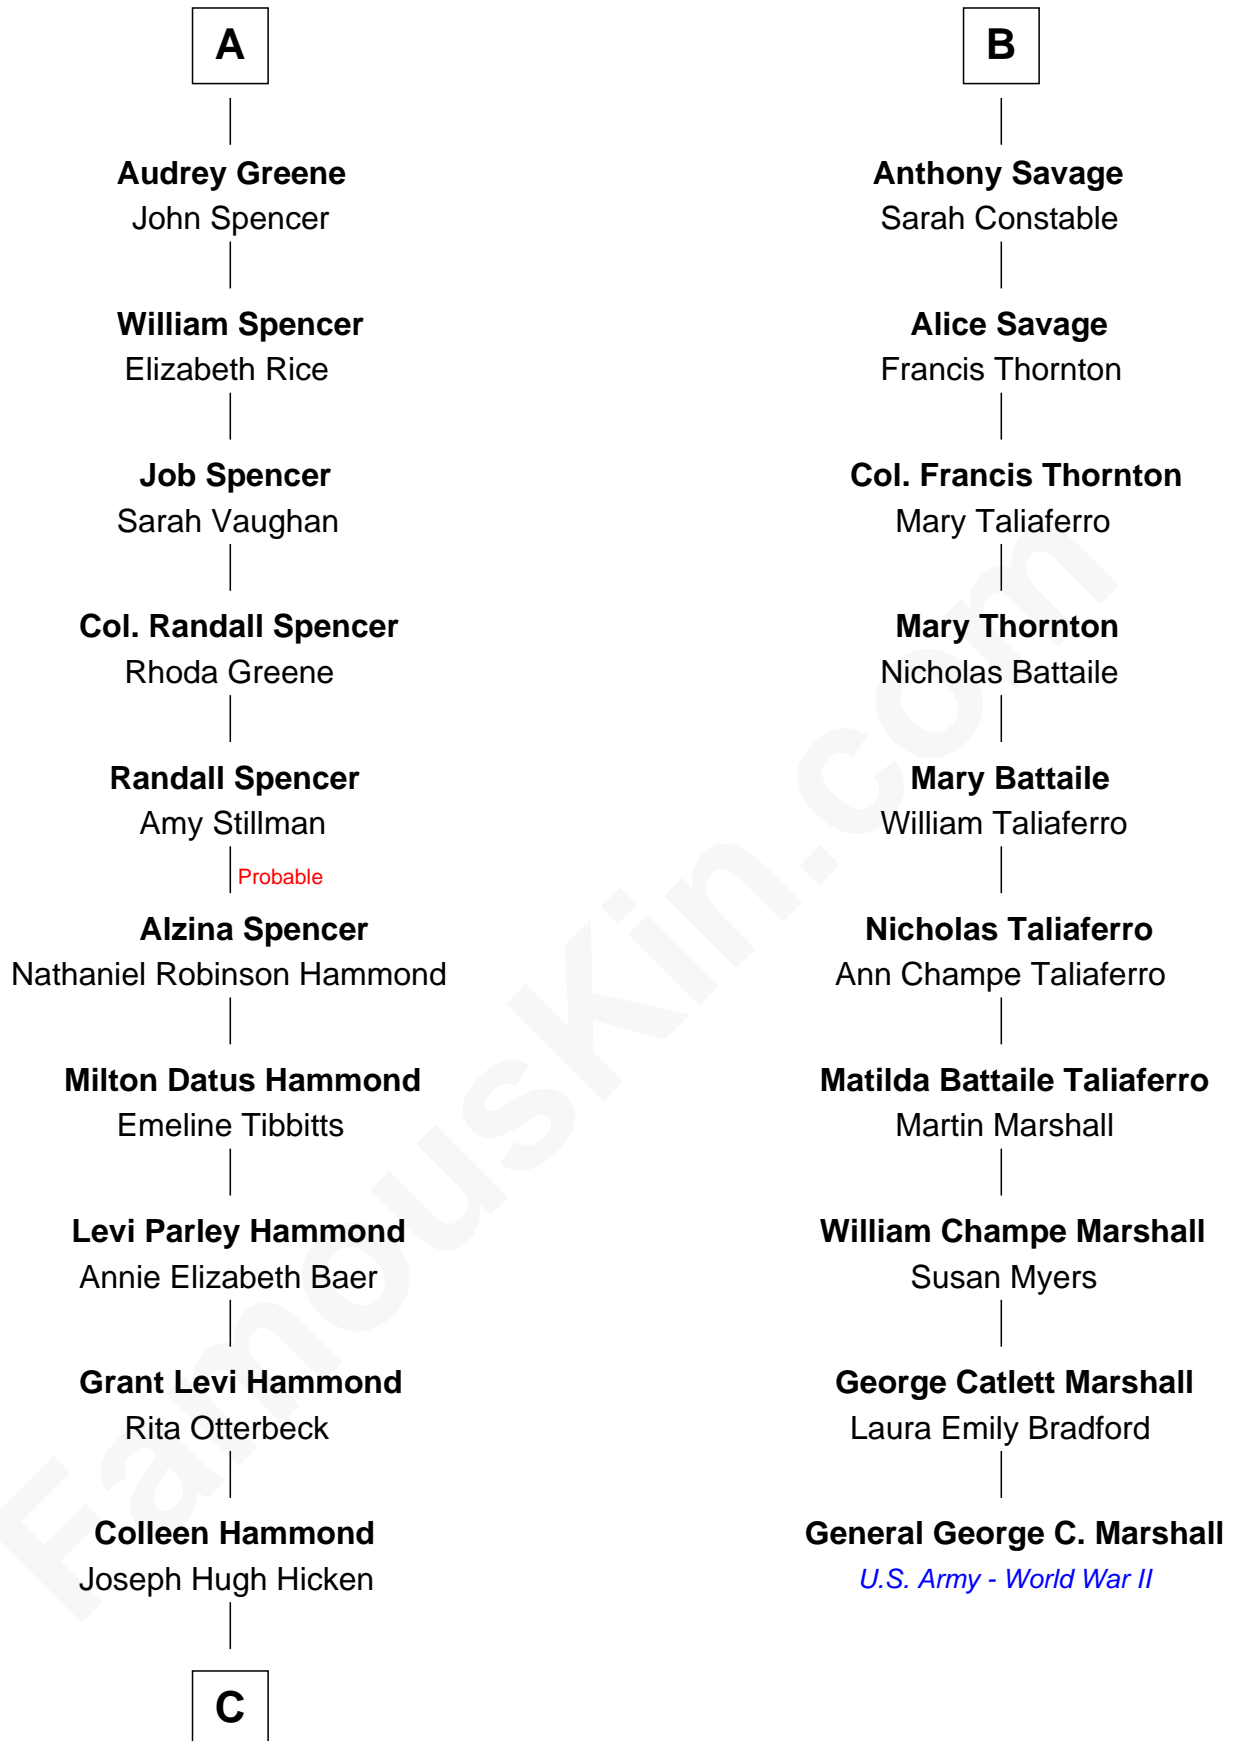 A
Audrey Greene
John Spencer
William Spencer
Elizabeth Rice
Job Spencer
Sarah Vaughan
Col. Randall Spencer
Rhoda Greene
Randall Spencer
Amy Stillman
Probable
Alzina Spencer
Nathaniel Robinson Hammond
Milton Datus Hammond
Emeline Tibbitts
Levi Parley Hammond
Annie Elizabeth Baer
Grant Levi Hammond
Rita Otterbeck
Colleen Hammond
Joseph Hugh Hicken
C
B
Anthony Savage
Sarah Constable
Alice Savage
Francis Thornton
Col. Francis Thornton
Mary Taliaferro
Mary Thornton
Nicholas Battaile
Mary Battaile
William Taliaferro
Nicholas Taliaferro
Ann Champe Taliaferro
Matilda Battaile Taliaferro
Martin Marshall
William Champe Marshall
Susan Myers
George Catlett Marshall
Laura Emily Bradford
General George C. Marshall
U.S. Army - World War II
FamousKin.com